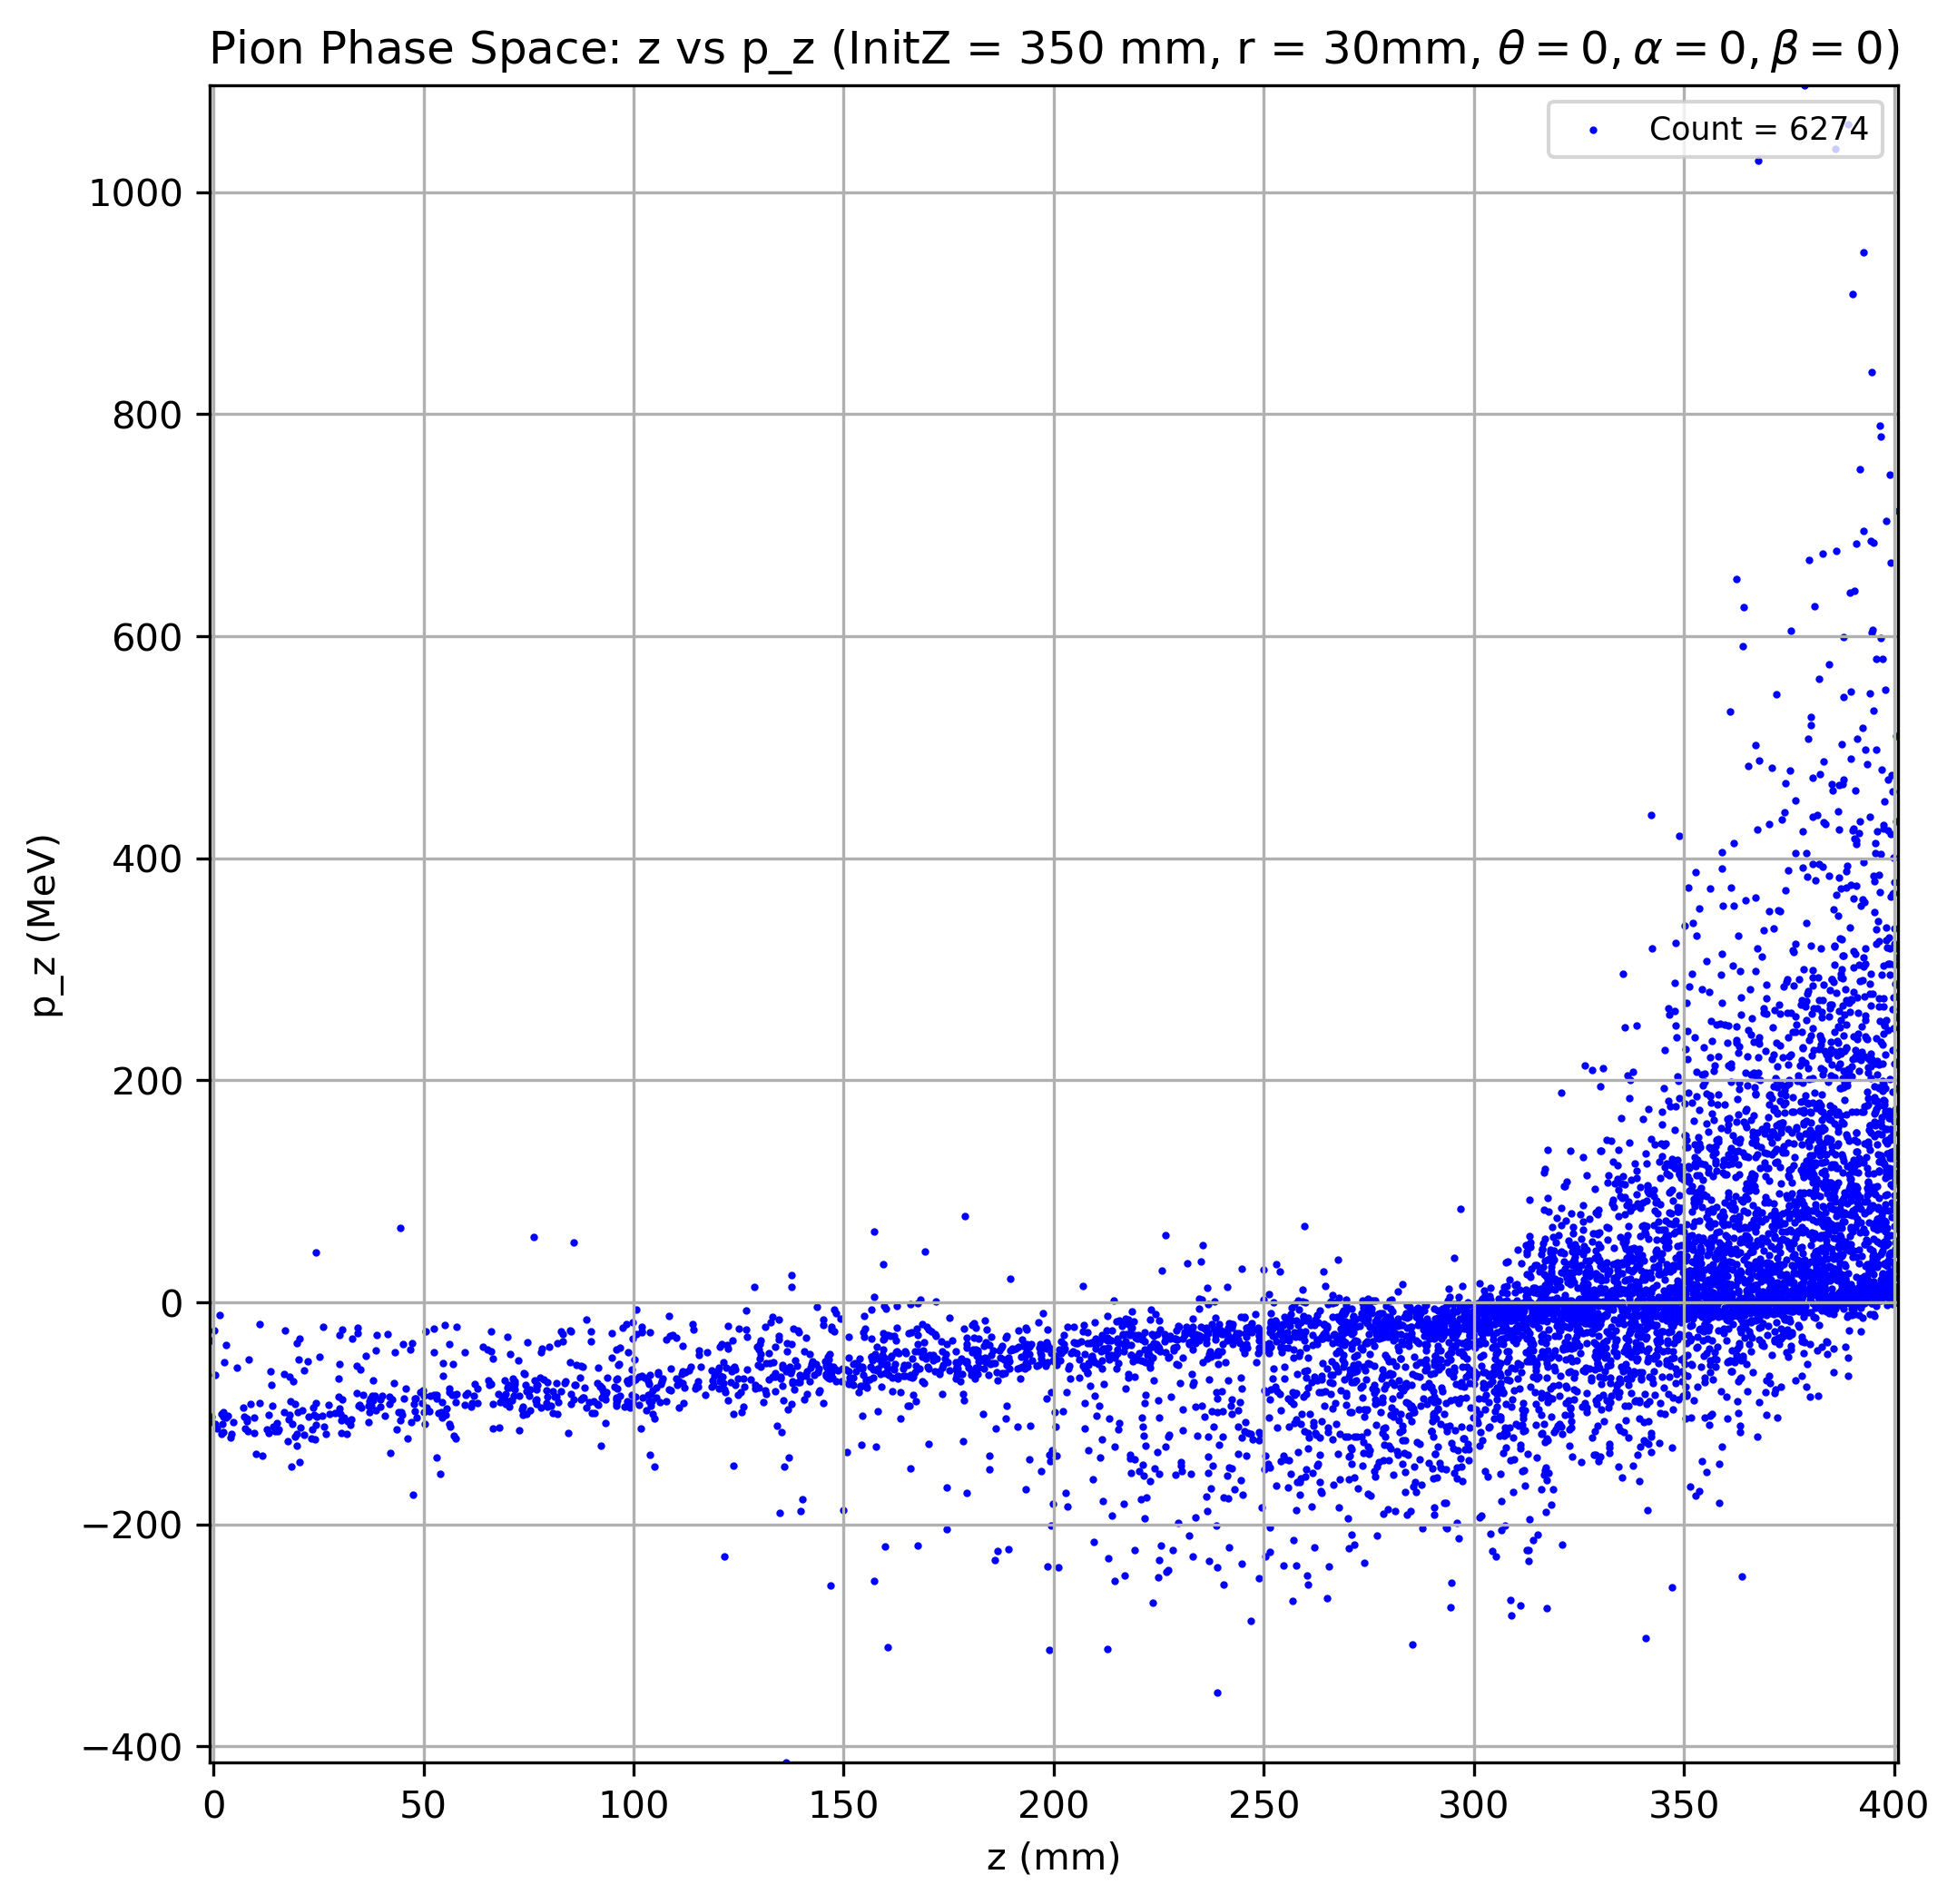 Pion Phase Space: z vs p_z (InitZ = 350 mm, r = 30mm, θ = 0, α = 0, β = 0)
Count = 6274
1000
800
600
400
200
0
−200
−400
p_z (MeV)
0 50 100 150 200 250 300 350 400
z (mm)